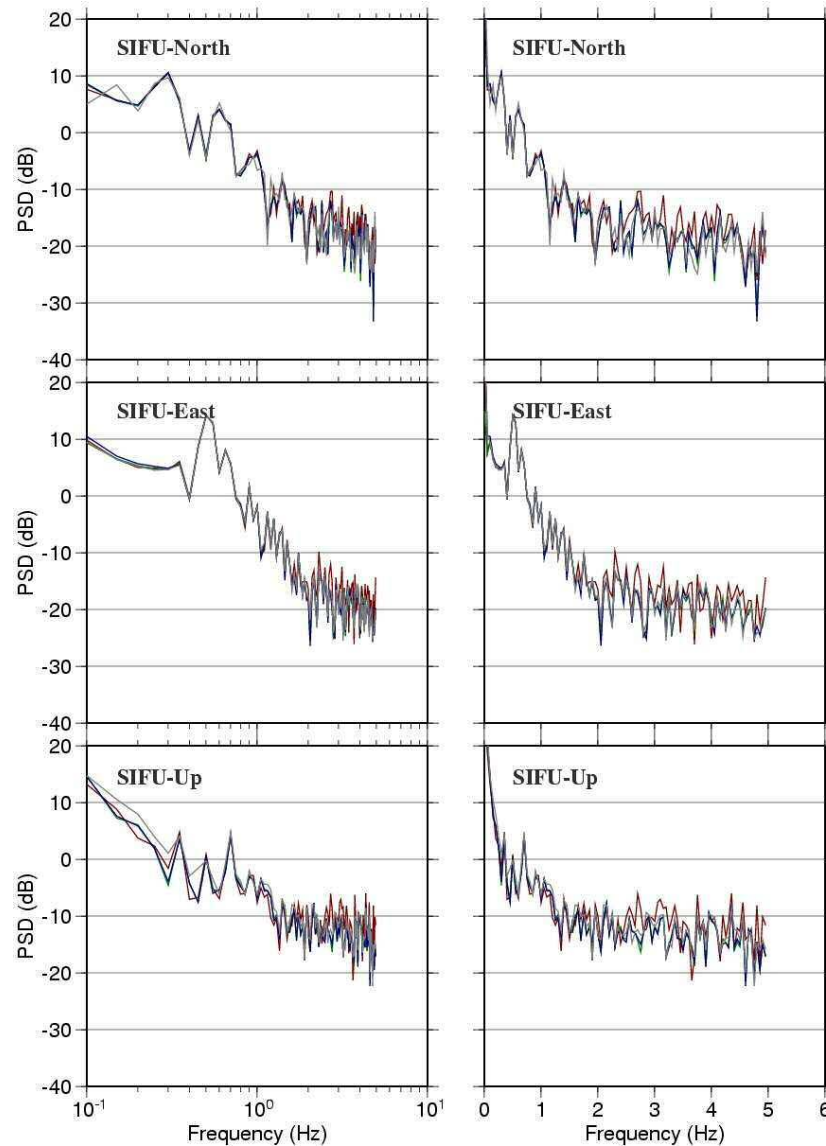 20
SIFU-North
SIFU-North
10
0
PSD (dB)
-10
-20
-30
-40
20
SIFU-East
SIFU-East
10
0
PSD (dB)
-10
-20
-30
-40
20
SIFU-Up
SIFU-Up
10
0
PSD (dB)
-10
-20
-30
-40
10⁻¹ 10⁰ 10¹ 0 1 2 3 4 5 6
Frequency (Hz) Frequency (Hz)